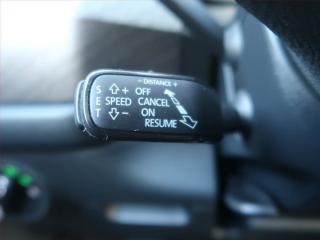 - DISTANCE +
S ⇧+ OFF
E SPEED CANCEL
T ⇩- ON
RESUME